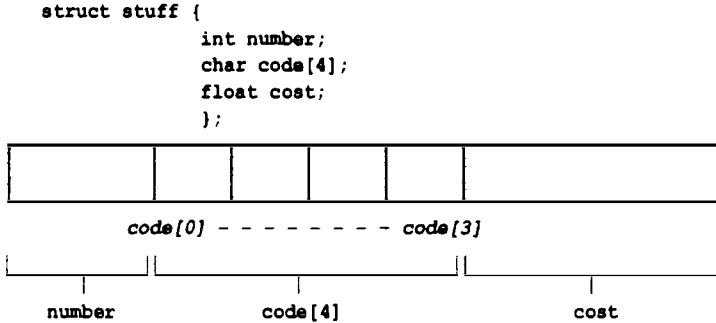 struct stuff {
int number;
char code[4];
float cost;
};
code[0] - - - - - - - - code[3]
number code[4] cost